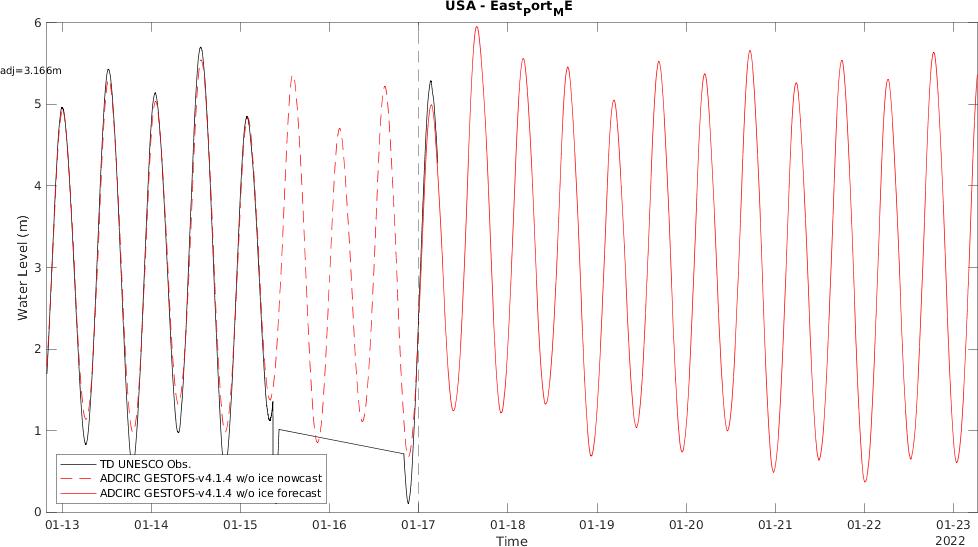 USA - EastPortME
adj=3.166m
6
5
4
3
2
1
0
Water Level (m)
TD UNESCO Obs.
ADCIRC GESTOFS-v4.1.4 w/o ice nowcast
ADCIRC GESTOFS-v4.1.4 w/o ice forecast
01-13 01-14 01-15 01-16 01-17 01-18 01-19 01-20 01-21 01-22 01-23
Time
2022